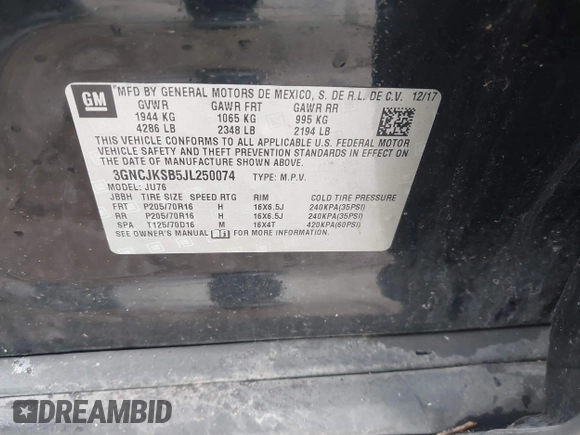 GM
MFD BY GENERAL MOTORS DE MEXICO, S. DE R.L. DE C.V. 12/17
GVWR GAWR FRT GAWR RR
1944 KG 1065 KG 995 KG
4286 LB 2348 LB 2194 LB
THIS VEHICLE CONFORMS TO ALL APPLICABLE U.S. FEDERAL MOTOR
VEHICLE SAFETY AND THEFT PREVENTION STANDARDS IN EFFECT ON THE DATE
OF MANUFACTURE SHOWN ABOVE.
3GNCJKSB5JL250074 TYPE: M.P.V.
MODEL: JU76
JBBH TIRE SIZE SPEED RTG RIM COLD TIRE PRESSURE
FRT P205/70R16 H 16X6.5J 240KPA(35PSI)
RR P205/70R16 H 16X6.5J 240KPA(35PSI)
SPA T125/70D16 M 16X4T 420KPA(60PSI)
SEE OWNER'S MANUAL FOR MORE INFORMATION.
DREAMBID